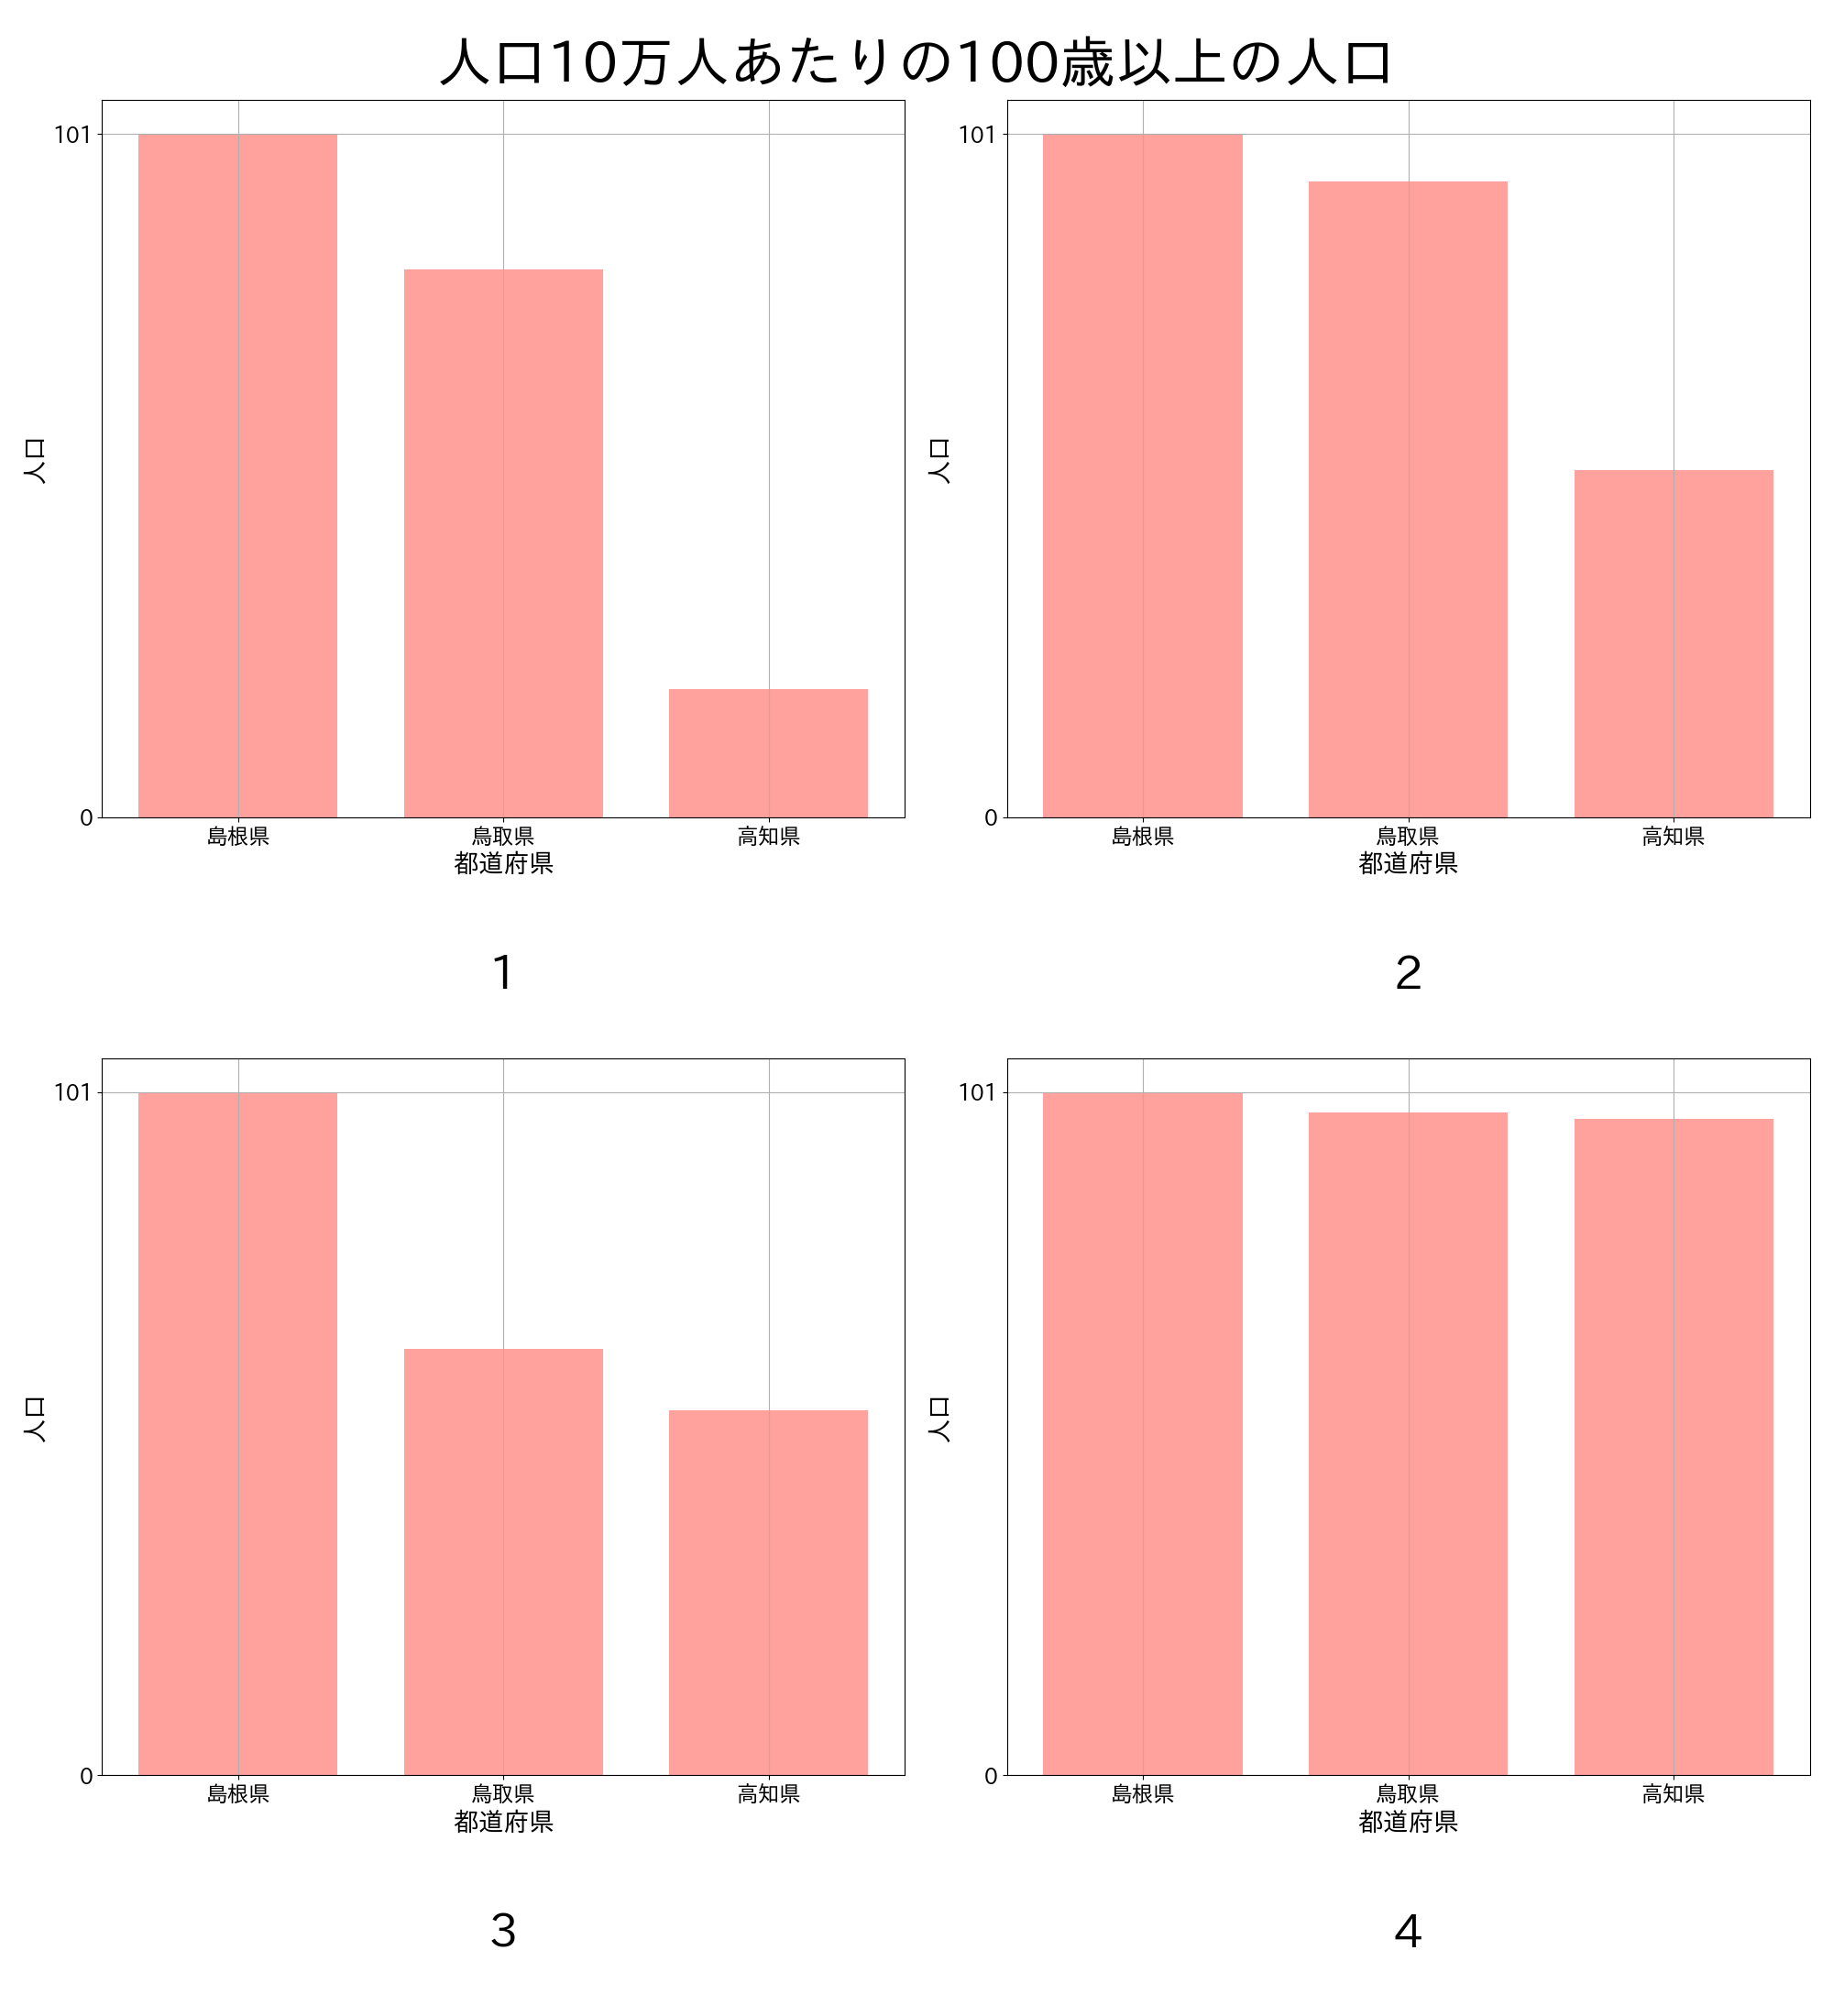 人口10万人あたりの100歳以上の人口
101
0
人口
島根県 鳥取県 高知県
都道府県
1
101
0
人口
島根県 鳥取県 高知県
都道府県
2
101
0
人口
島根県 鳥取県 高知県
都道府県
3
101
0
人口
島根県 鳥取県 高知県
都道府県
4